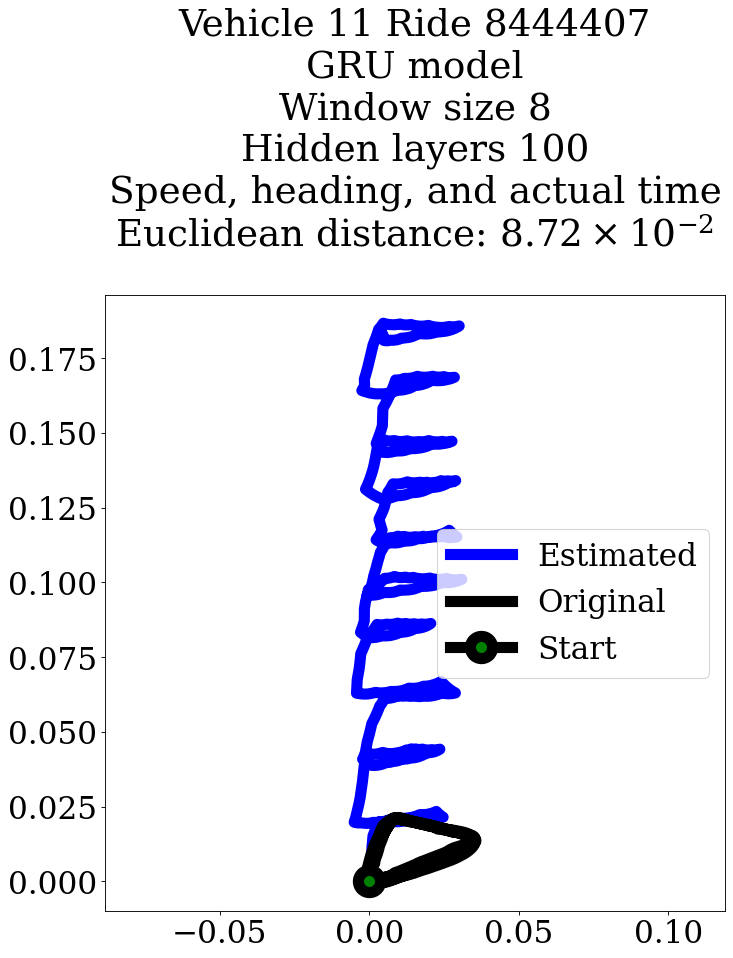 Vehicle 11 Ride 8444407
GRU model
Window size 8
Hidden layers 100
Speed, heading, and actual time
Euclidean distance: 8.72 × 10⁻²
0.175
0.150
0.125
0.100
0.075
0.050
0.025
0.000
Estimated
Original
Start
−0.05
0.00
0.05
0.10